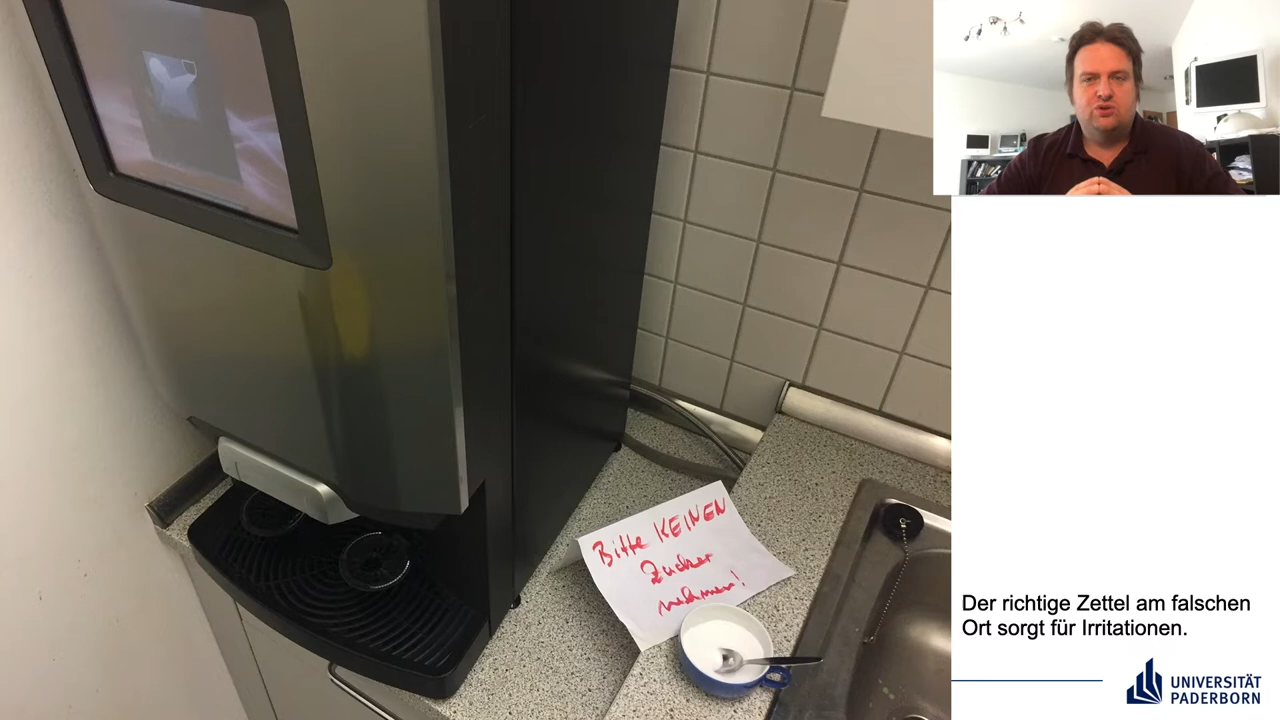 Bitte KEINEN
Zucker
nehmen!
Der richtige Zettel am falschen
Ort sorgt für Irritationen.
UNIVERSITÄT
PADERBORN